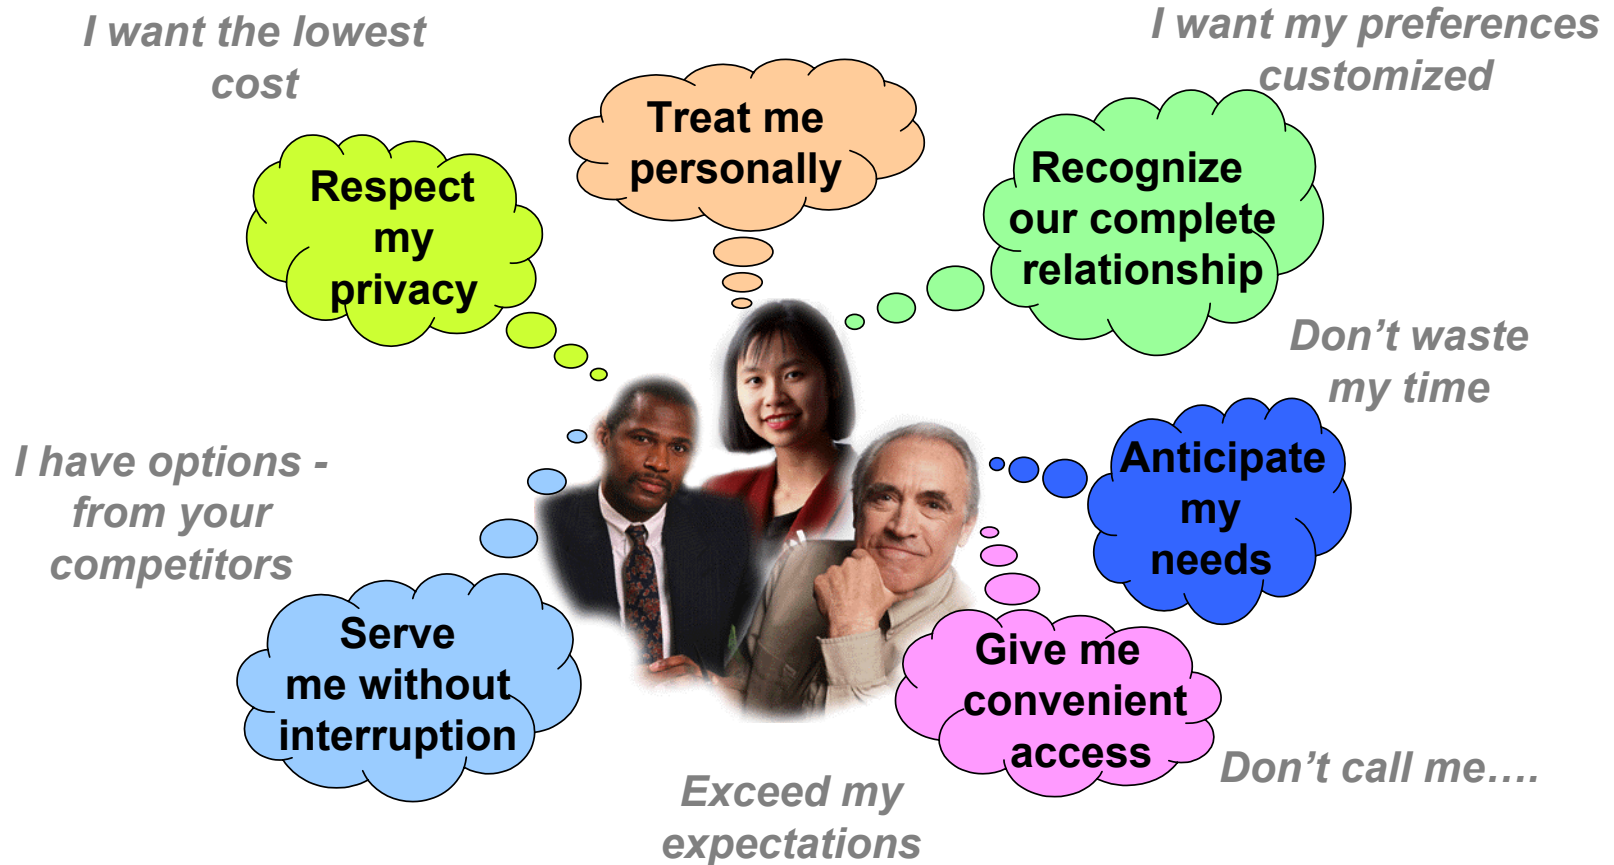 I want the lowest
cost
Treat me
personally
I want my preferences
customized
Respect
my
privacy
Recognize
our complete
relationship
Don’t waste
my time
I have options -
from your
competitors
Anticipate
my
needs
Serve
me without
interruption
Give me
convenient
access
Don’t call me….
Exceed my
expectations